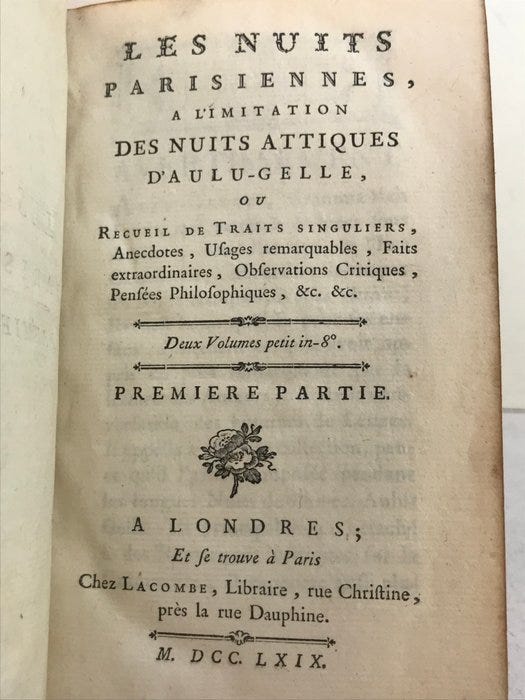 LES NUITS
PARISIENNES,
A L'IMITATION
DES NUITS ATTIQUES
D'AULU-GELLE,
OU
RECUEIL DE TRAITS SINGULIERS,
Anecdotes, Uſages remarquables, Faits
extraordinaires, Obſervations Critiques,
Penſées Philoſophiques, &c. &c.
Deux Volumes petit in-8°.
PREMIERE PARTIE.
A LONDRES;
Et ſe trouve à Paris
Chez LACOMBE, Libraire, rue Chriſtine,
près la rue Dauphine.
M. DCC. LXIX.